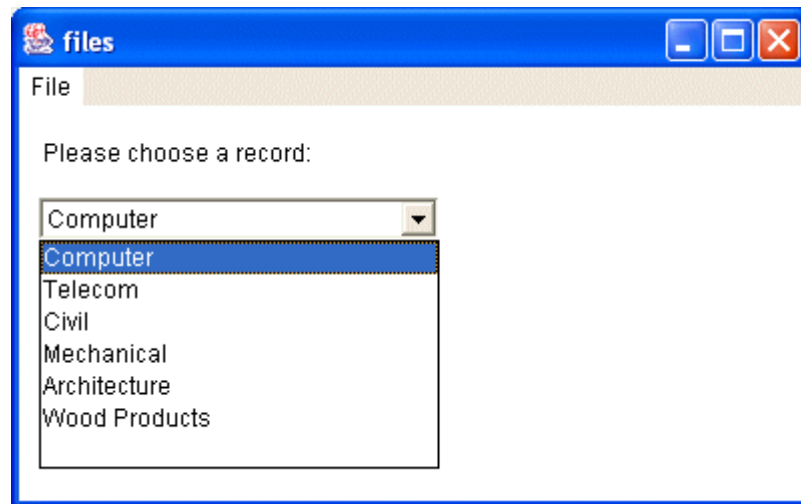 files
File
Please choose a record:
Computer
Computer
Telecom
Civil
Mechanical
Architecture
Wood Products